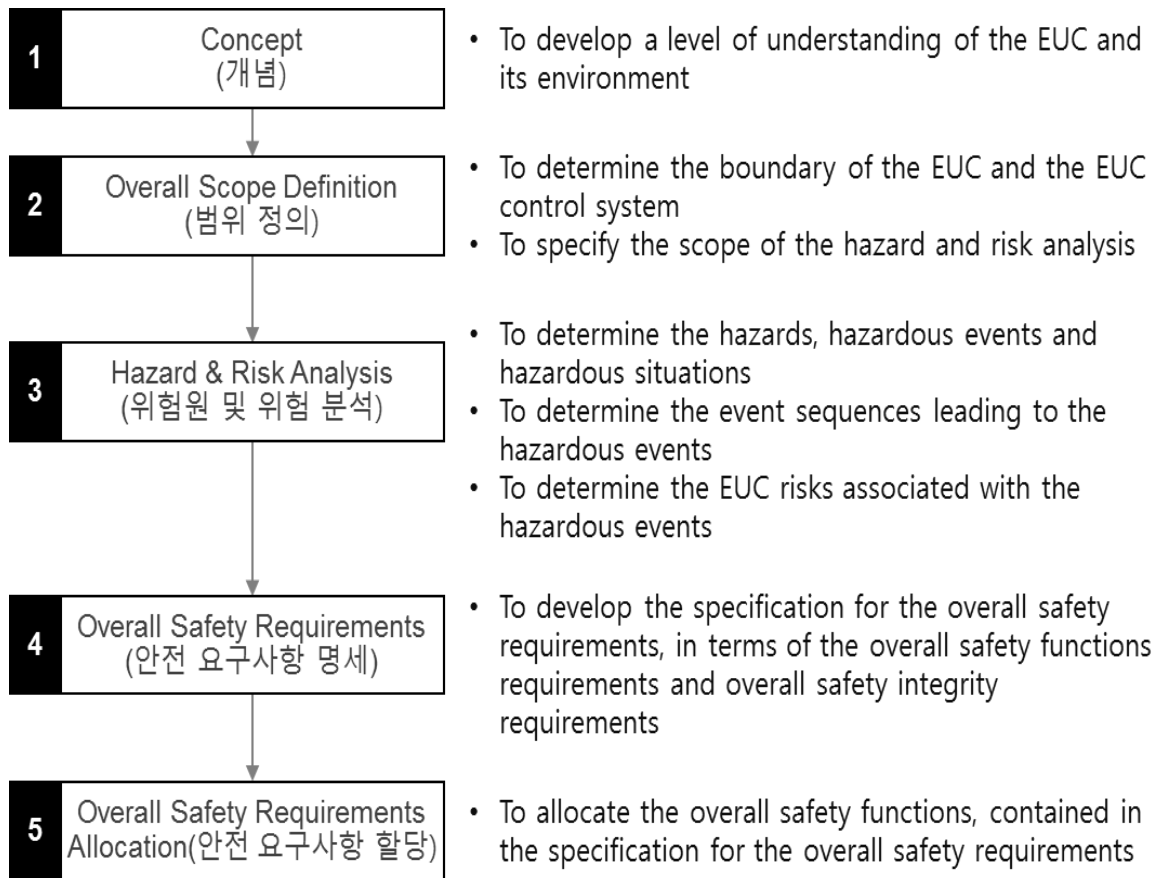 1
Concept
(개념)
• To develop a level of understanding of the EUC and
its environment
2
Overall Scope Definition
(범위 정의)
• To determine the boundary of the EUC and the EUC
control system
• To specify the scope of the hazard and risk analysis
3
Hazard & Risk Analysis
(위험원 및 위험 분석)
• To determine the hazards, hazardous events and
hazardous situations
• To determine the event sequences leading to the
hazardous events
• To determine the EUC risks associated with the
hazardous events
4
Overall Safety Requirements
(안전 요구사항 명세)
• To develop the specification for the overall safety
requirements, in terms of the overall safety functions
requirements and overall safety integrity
requirements
5
Overall Safety Requirements
Allocation(안전 요구사항 할당)
• To allocate the overall safety functions, contained in
the specification for the overall safety requirements